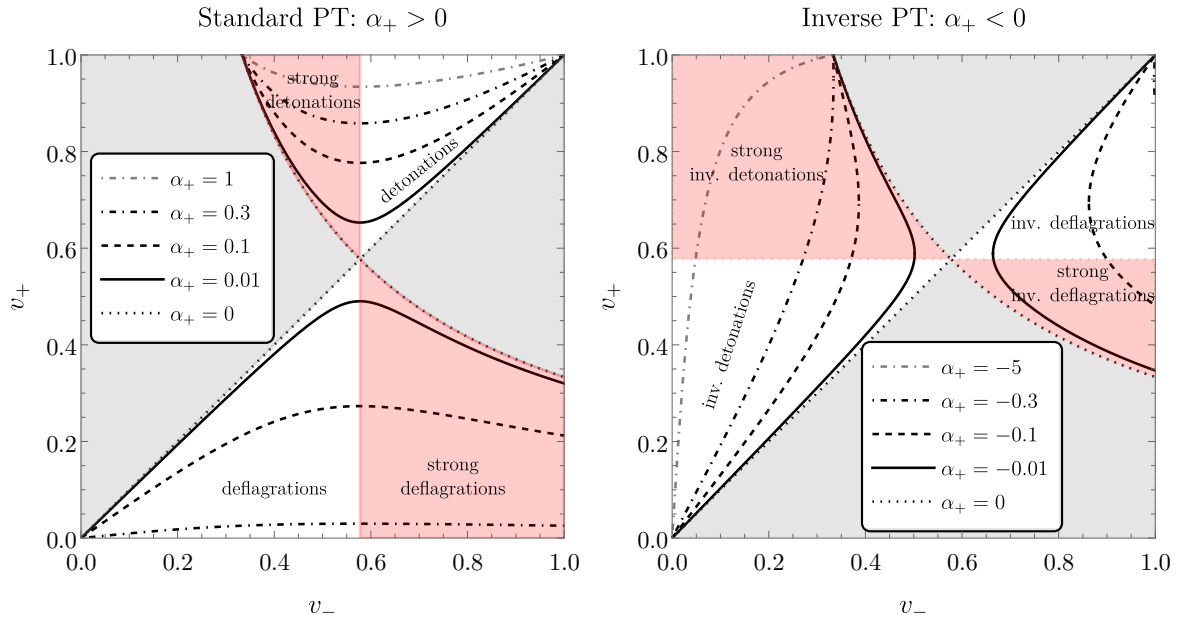 Standard PT: α₊ > 0
1.0
0.8
0.6
0.4
0.2
0.0
v₊
strong
detonations
detonations
α₊ = 1
α₊ = 0.3
α₊ = 0.1
α₊ = 0.01
α₊ = 0
deflagrations
strong
deflagrations
0.0 0.2 0.4 0.6 0.8 1.0
v₋
Inverse PT: α₊ < 0
1.0
0.8
0.6
0.4
0.2
0.0
v₊
strong
inv. detonations
inv. detonations
inv. deflagrations
strong
inv. deflagrations
α₊ = −5
α₊ = −0.3
α₊ = −0.1
α₊ = −0.01
α₊ = 0
0.0 0.2 0.4 0.6 0.8 1.0
v₋